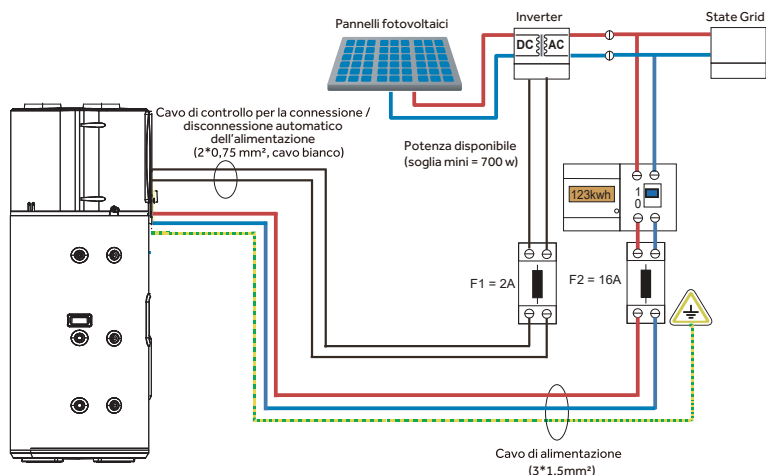 Pannelli fotovoltaici
Inverter
State Grid
DC AC
Cavo di controllo per la connessione /
disconnessione automatico
dell'alimentazione
(2*0,75 mm², cavo bianco)
Potenza disponibile
(soglia mini = 700 w)
123kwh
1
0
F1 = 2A
F2 = 16A
Cavo di alimentazione
(3*1,5mm²)